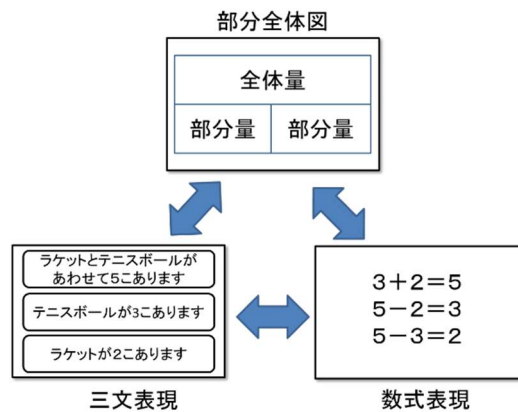 部分全体図
全体量
部分量 部分量
ラケットとテニスボールが
あわせて5こあります
テニスボールが3こあります
ラケットが2こあります
3+2=5
5-2=3
5-3=2
三文表現
数式表現